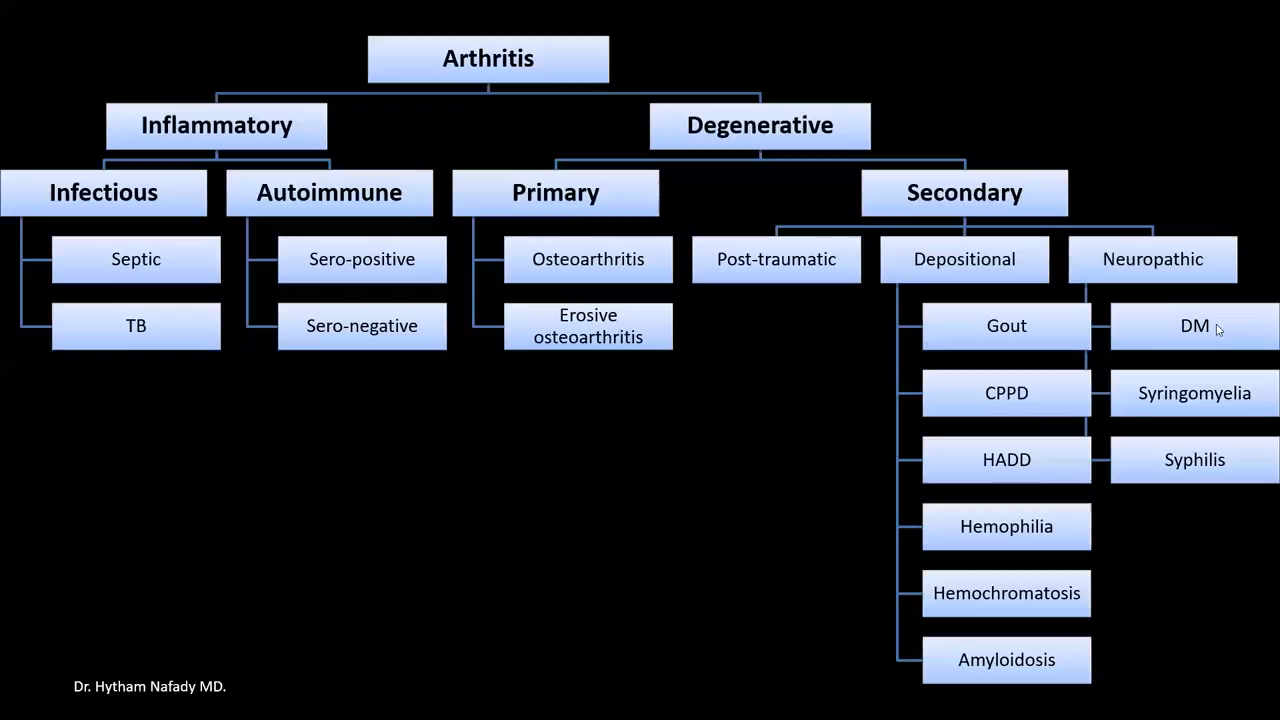 Arthritis
Inflammatory
Degenerative
Infectious
Autoimmune
Primary
Secondary
Septic
Sero-positive
Osteoarthritis
Post-traumatic
Depositional
Neuropathic
TB
Sero-negative
Erosive
osteoarthritis
Gout
DM
CPPD
Syringomyelia
HADD
Syphilis
Hemophilia
Hemochromatosis
Amyloidosis
Dr. Hytham Nafady MD.